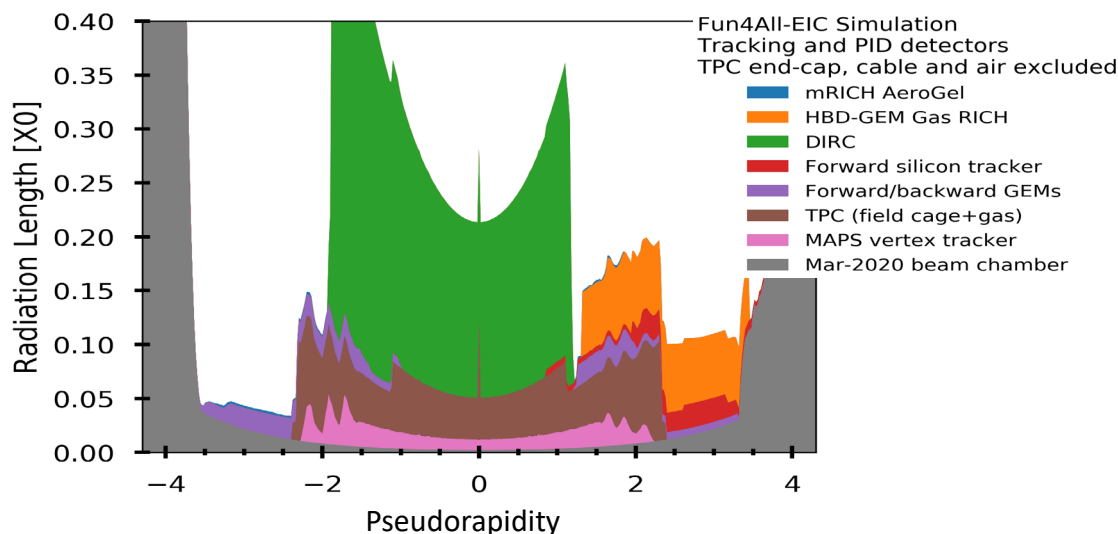 Fun4All-EIC Simulation
Tracking and PID detectors
TPC end-cap, cable and air excluded
mRICH AeroGel
HBD-GEM Gas RICH
DIRC
Forward silicon tracker
Forward/backward GEMs
TPC (field cage+gas)
MAPS vertex tracker
Mar-2020 beam chamber
Radiation Length [X0]
0.40
0.35
0.30
0.25
0.20
0.15
0.10
0.05
0.00
−4
−2
0
2
4
Pseudorapidity